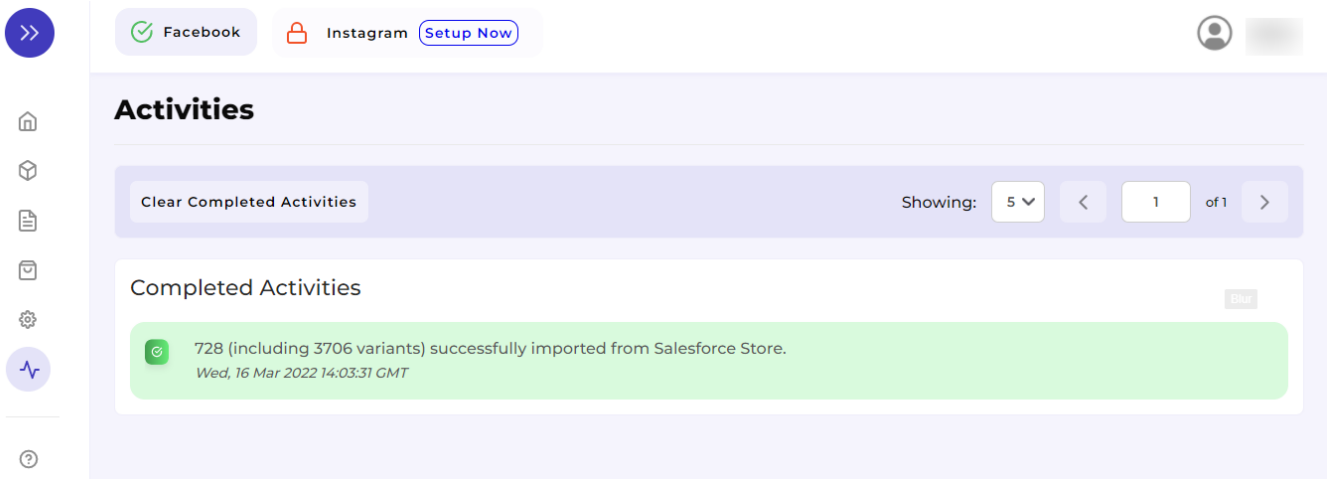 Facebook
Instagram Setup Now
Activities
Clear Completed Activities
Showing: 5 1 of 1
Completed Activities
Blur
728 (including 3706 variants) successfully imported from Salesforce Store.
Wed, 16 Mar 2022 14:03:31 GMT